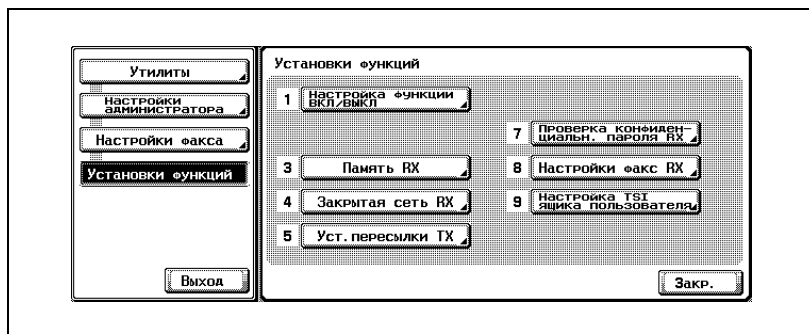 Утилиты
Настройки
администратора
Настройки факса
Установки функций
Выход
Установки функций
1 Настройка функции
ВКЛ/ВЫКЛ
7 Проверка конфиден-
циальн. пароля RX
3 Память RX
8 Настройки факс RX
4 Закрытая сеть RX
9 Настройка TSI
ящика пользователя
5 Уст.пересылки TX
Закр.